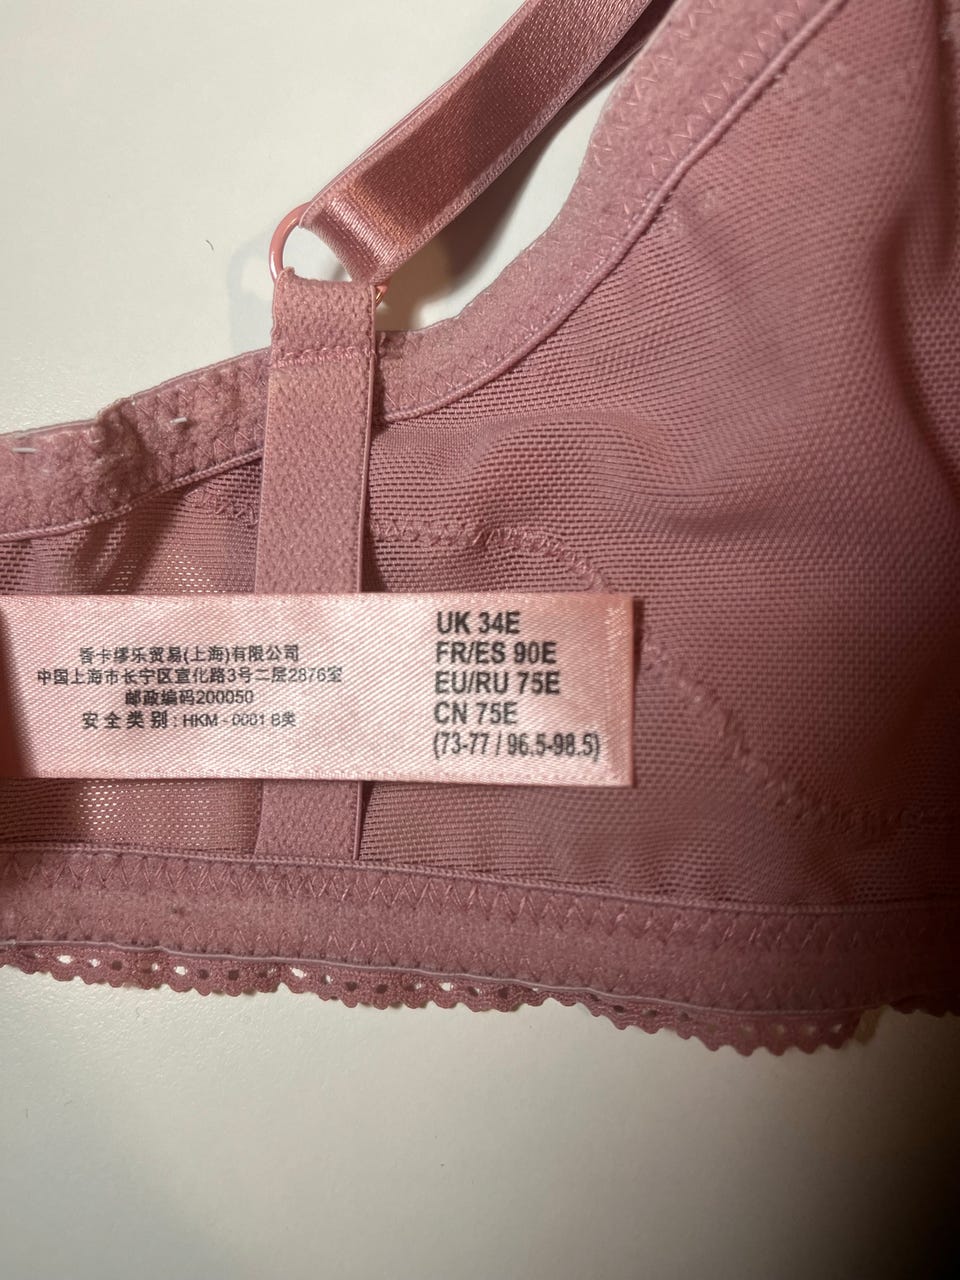 香卡缪乐贸易(上海)有限公司
中国上海市长宁区宣化路3号二层2876室
邮政编码200050
安全类别: HKM - 0001 B类
UK 34E
FR/ES 90E
EU/RU 75E
CN 75E
(73-77 / 96.5-98.5)